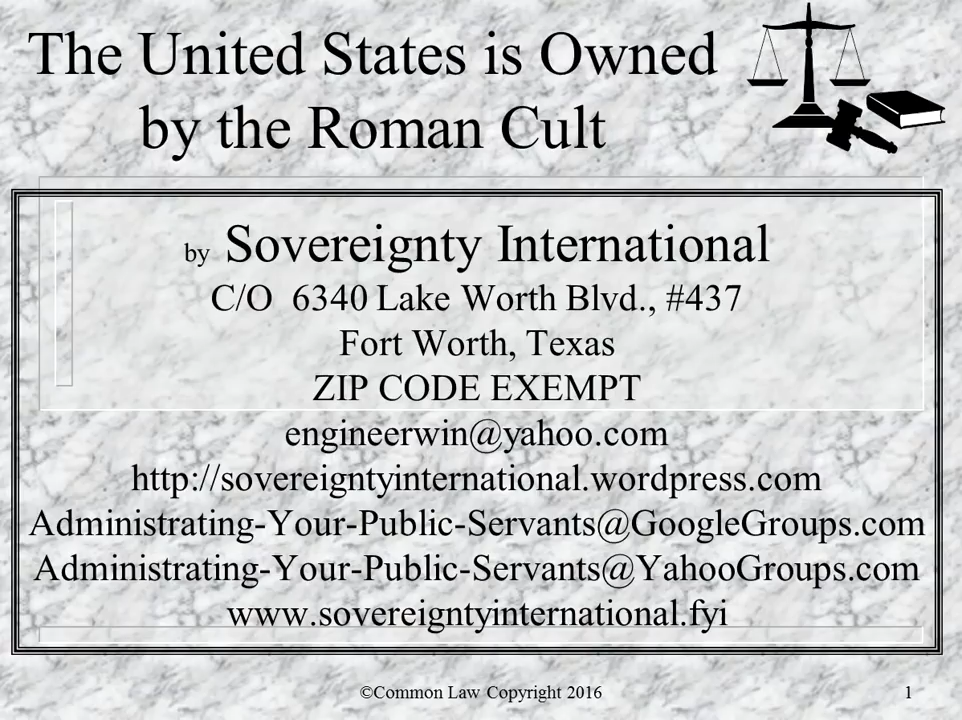 The United States is Owned
by the Roman Cult
by Sovereignty International
C/O 6340 Lake Worth Blvd., #437
Fort Worth, Texas
ZIP CODE EXEMPT
engineerwin@yahoo.com
http://sovereigntyinternational.wordpress.com
Administrating-Your-Public-Servants@GoogleGroups.com
Administrating-Your-Public-Servants@YahooGroups.com
www.sovereigntyinternational.fyi
©Common Law Copyright 2016
1